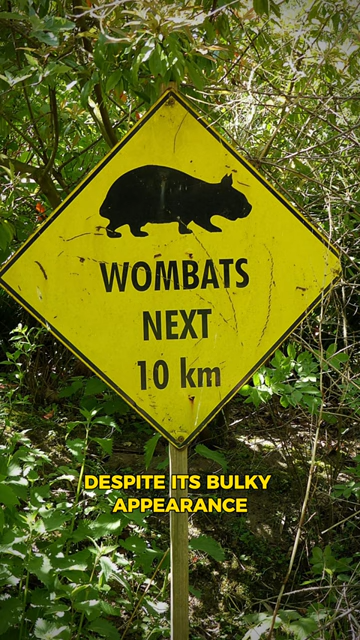 WOMBATS
NEXT
10 km
DESPITE ITS BULKY
APPEARANCE